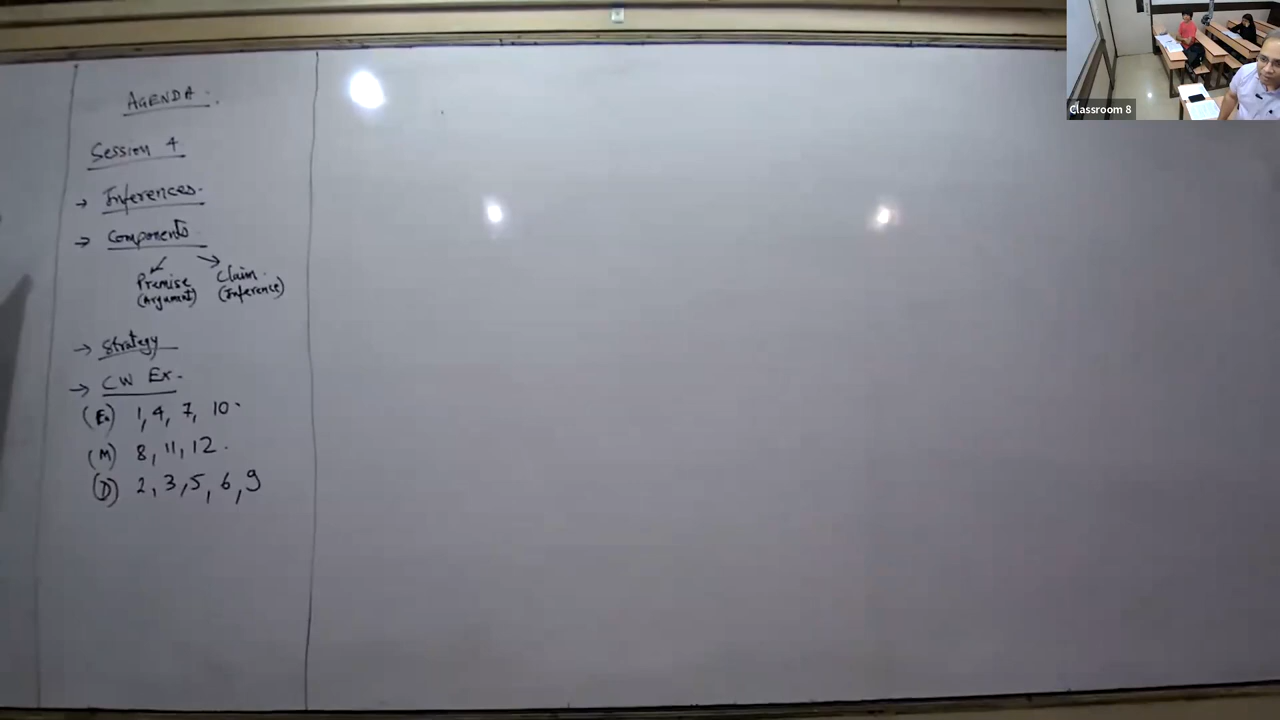 AGENDA.
Session 4
→ Inferences.
→ Components
Premise (Argument)
Claim. (Inference)
→ Strategy
→ CW Ex.
(E) 1, 4, 7, 10.
(M) 8, 11, 12.
(D) 2, 3, 5, 6, 9
Classroom 8